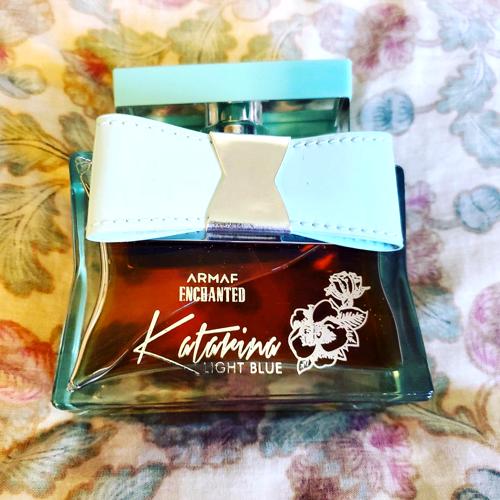 ARMAF
ENCHANTED
Katarina
LIGHT BLUE